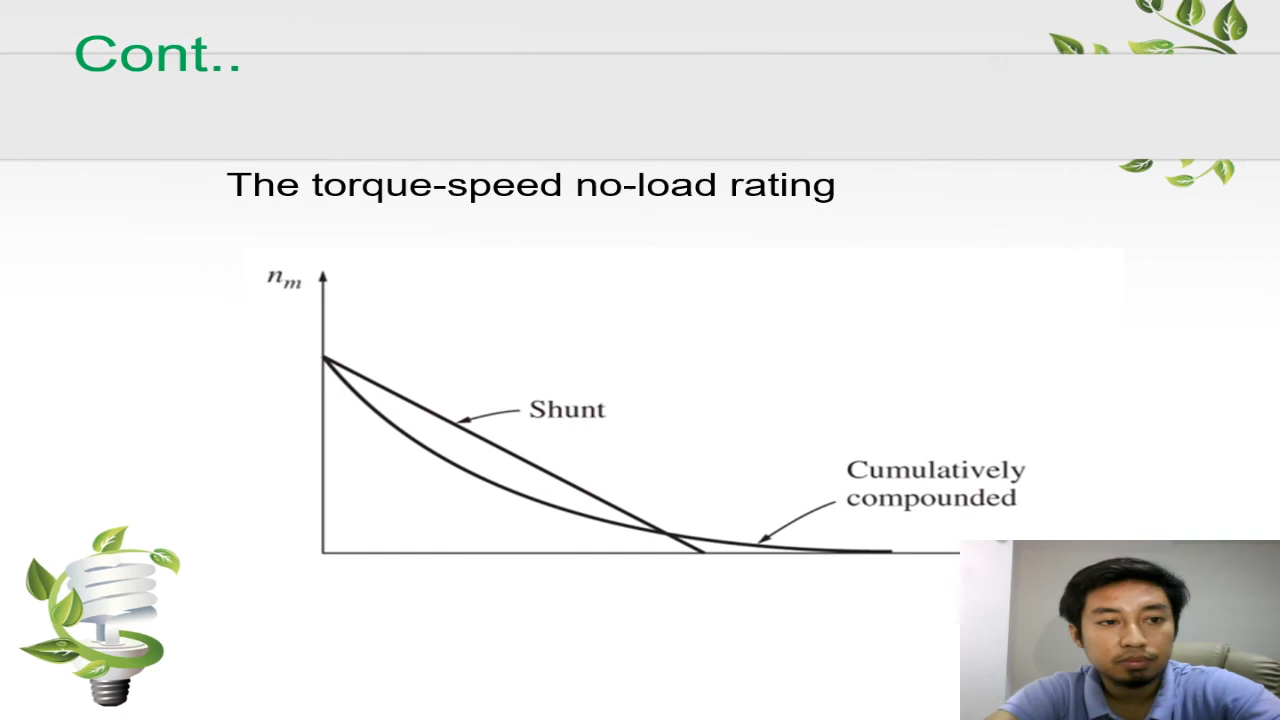 Cont..
The torque-speed no-load rating
nm
Shunt
Cumulatively
compounded